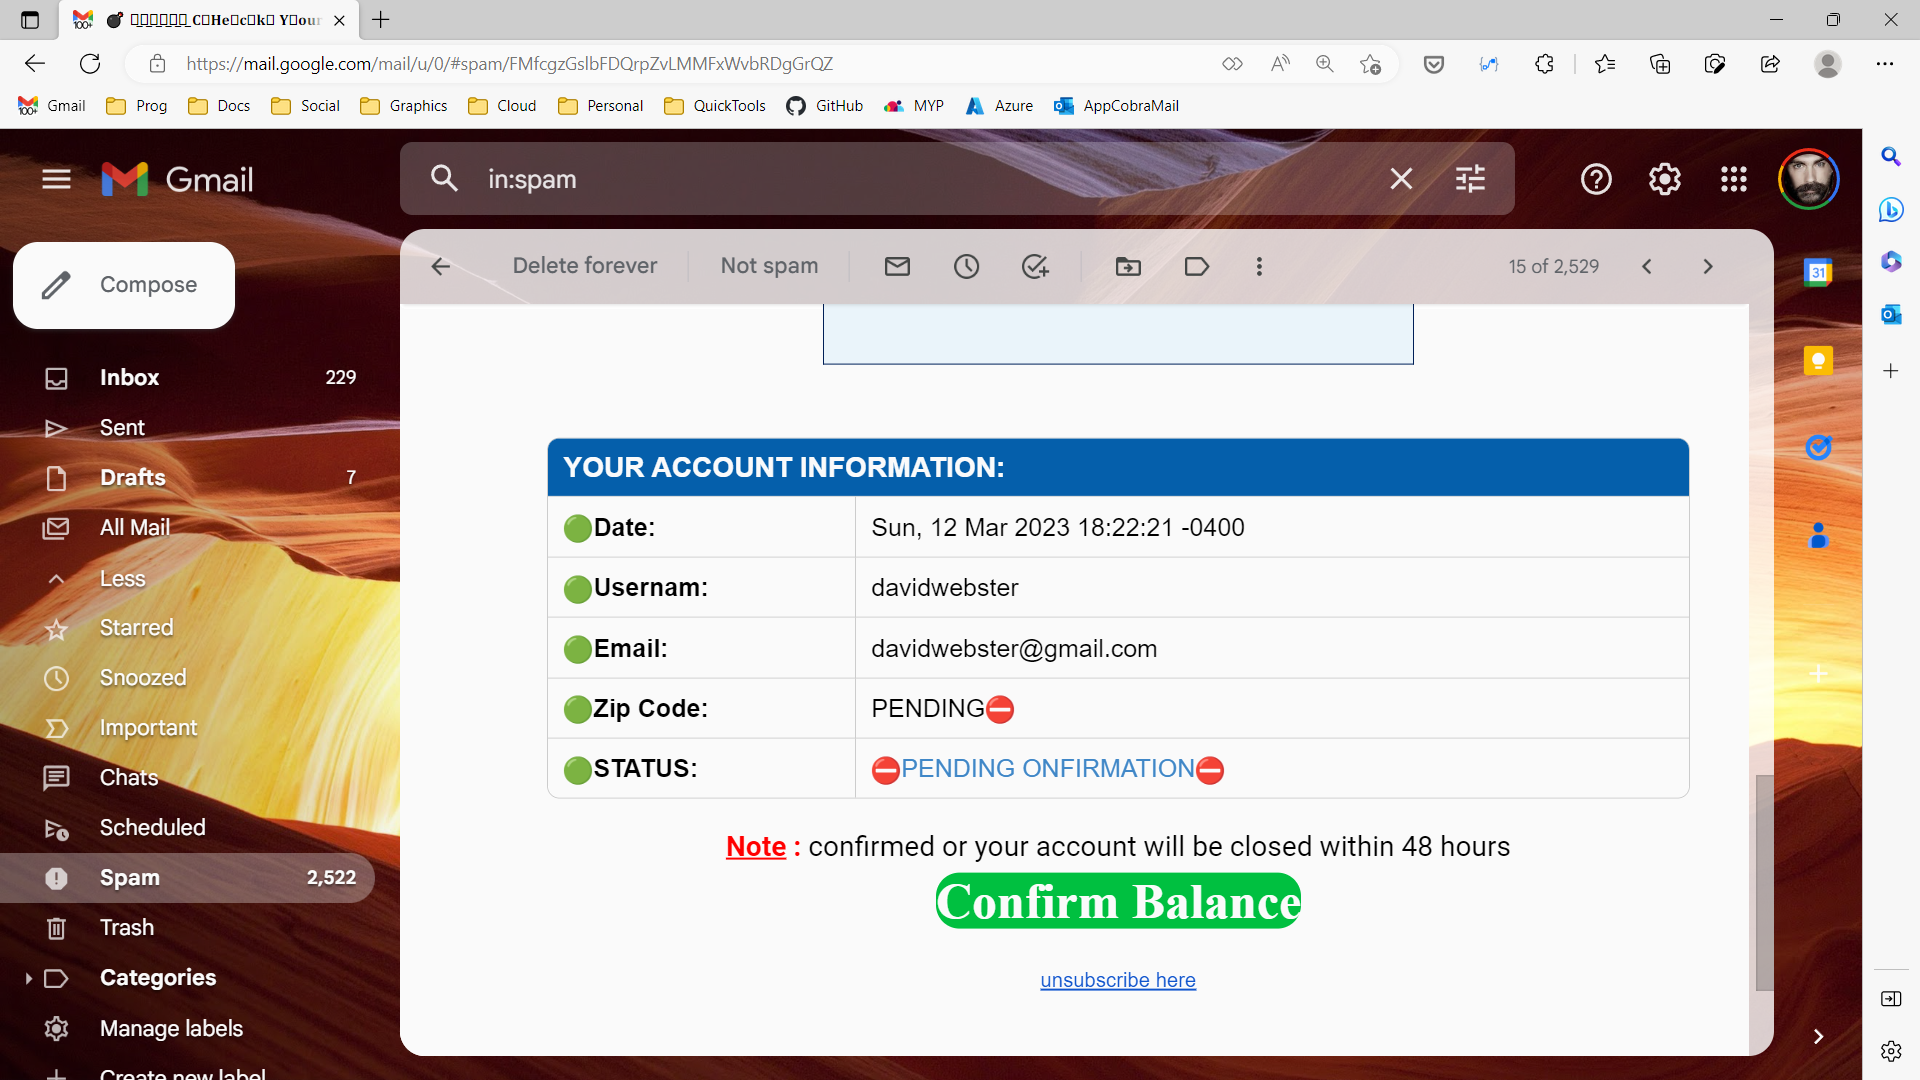 C▯He▯c▯k▯ Y▯our
https://mail.google.com/mail/u/0/#spam/FMfcgzGslbFDQrpZvLMMFxWvbRDgGrQZ
100+ Gmail Prog Docs Social Graphics Cloud Personal QuickTools GitHub MYP Azure AppCobraMail
Gmail
in:spam
Compose
Delete forever Not spam 15 of 2,529
31
Inbox 229
Sent
Drafts 7
All Mail
Less
Starred
Snoozed
Important
Chats
Scheduled
Spam 2,522
Trash
Categories
Manage labels
Create new label
YOUR ACCOUNT INFORMATION:
Date: Sun, 12 Mar 2023 18:22:21 -0400
Usernam: davidwebster
Email: davidwebster@gmail.com
Zip Code: PENDING⛔
STATUS: ⛔PENDING ONFIRMATION⛔
Note : confirmed or your account will be closed within 48 hours
Confirm Balance
unsubscribe here